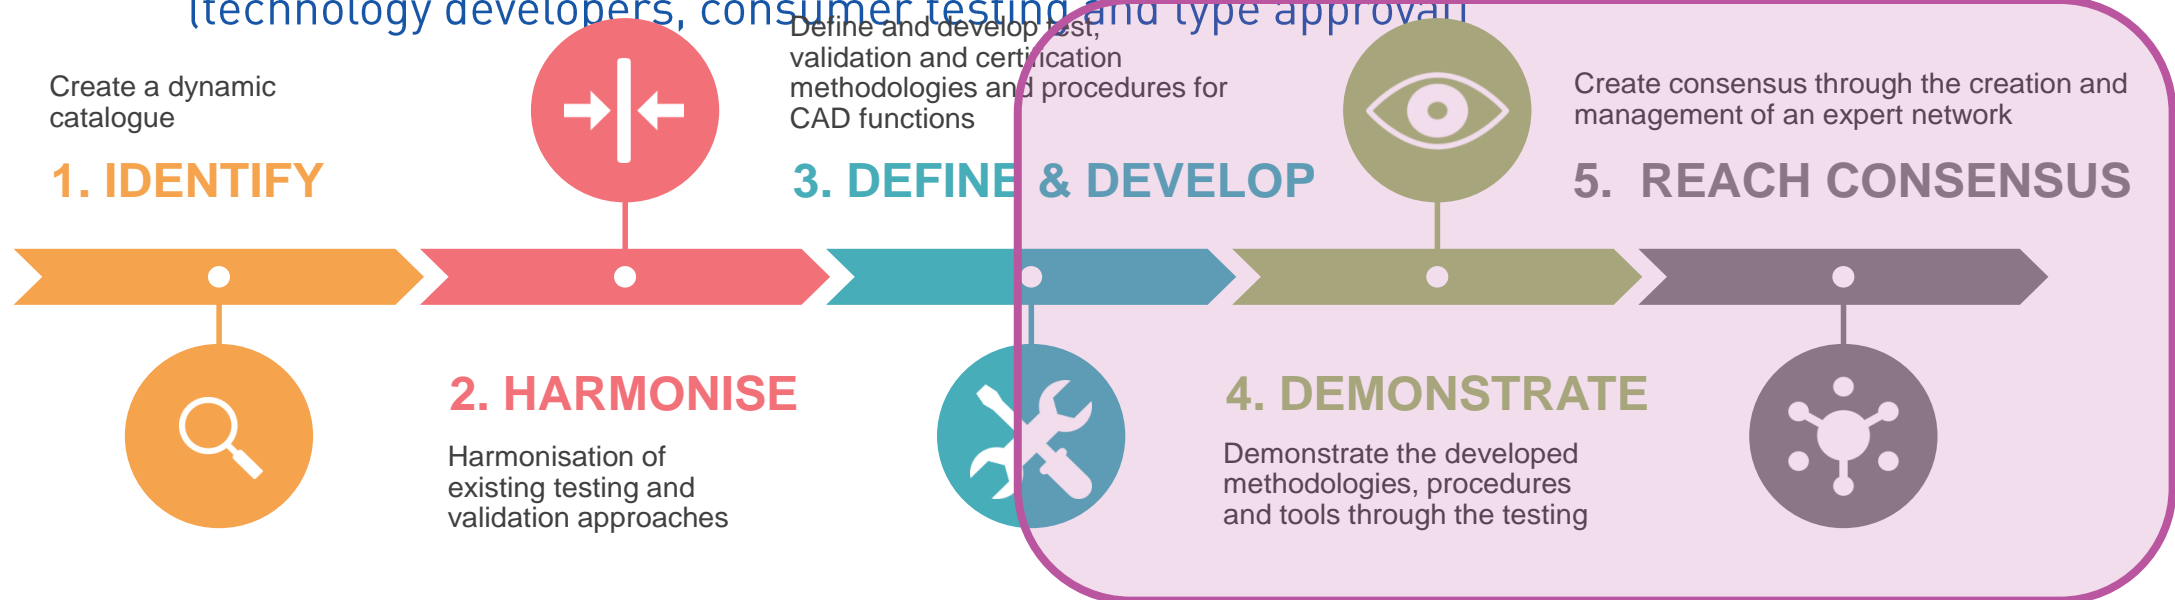 (technology developers, consumer testing and type approval)
Create a dynamic
catalogue
1. IDENTIFY
2. HARMONISE
Harmonisation of
existing testing and
validation approaches
Define and develop test,
validation and certification
methodologies and procedures for
CAD functions
3. DEFINE & DEVELOP
4. DEMONSTRATE
Demonstrate the developed
methodologies, procedures
and tools through the testing
Create consensus through the creation and
management of an expert network
5. REACH CONSENSUS